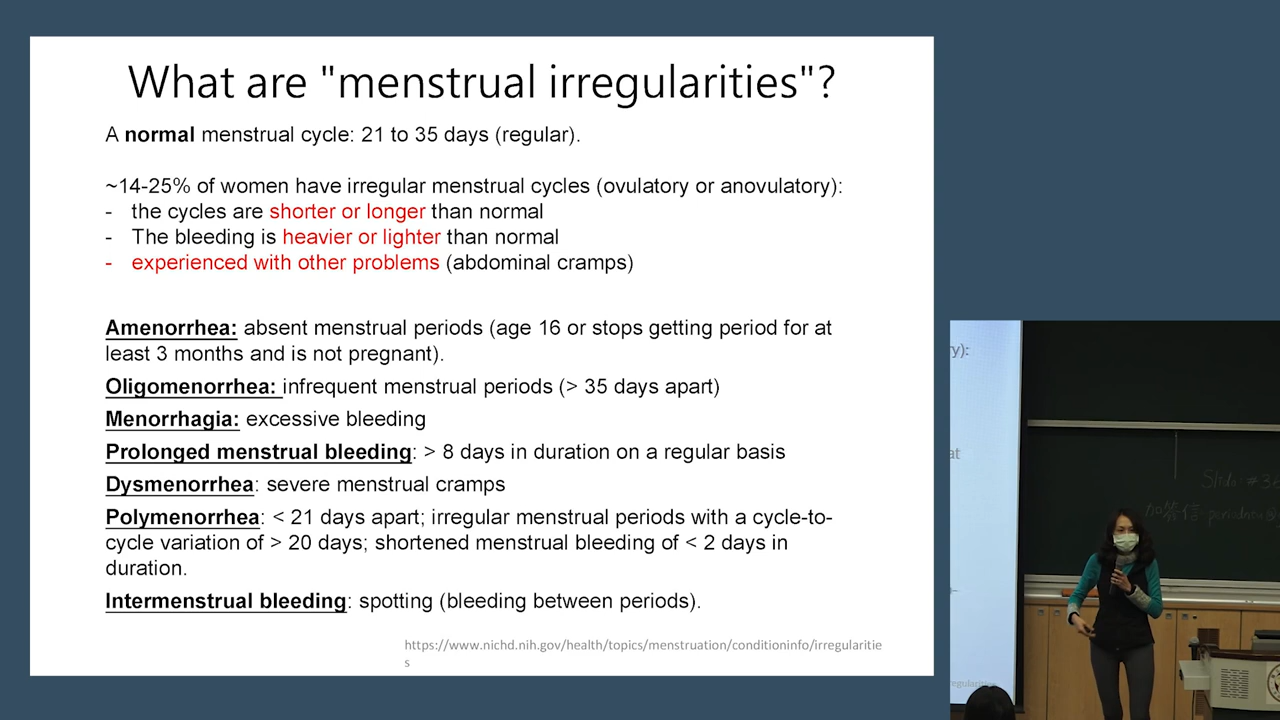 What are "menstrual irregularities"?
A normal menstrual cycle: 21 to 35 days (regular).
~14-25% of women have irregular menstrual cycles (ovulatory or anovulatory):
- the cycles are shorter or longer than normal
- The bleeding is heavier or lighter than normal
- experienced with other problems (abdominal cramps)
Amenorrhea: absent menstrual periods (age 16 or stops getting period for at
least 3 months and is not pregnant).
Oligomenorrhea: infrequent menstrual periods (> 35 days apart)
Menorrhagia: excessive bleeding
Prolonged menstrual bleeding: > 8 days in duration on a regular basis
Dysmenorrhea: severe menstrual cramps
Polymenorrhea: < 21 days apart; irregular menstrual periods with a cycle-to-
cycle variation of > 20 days; shortened menstrual bleeding of < 2 days in
duration.
Intermenstrual bleeding: spotting (bleeding between periods).
https://www.nichd.nih.gov/health/topics/menstruation/conditioninfo/irregularitie
s
y):
at
Slido: #
加簽信